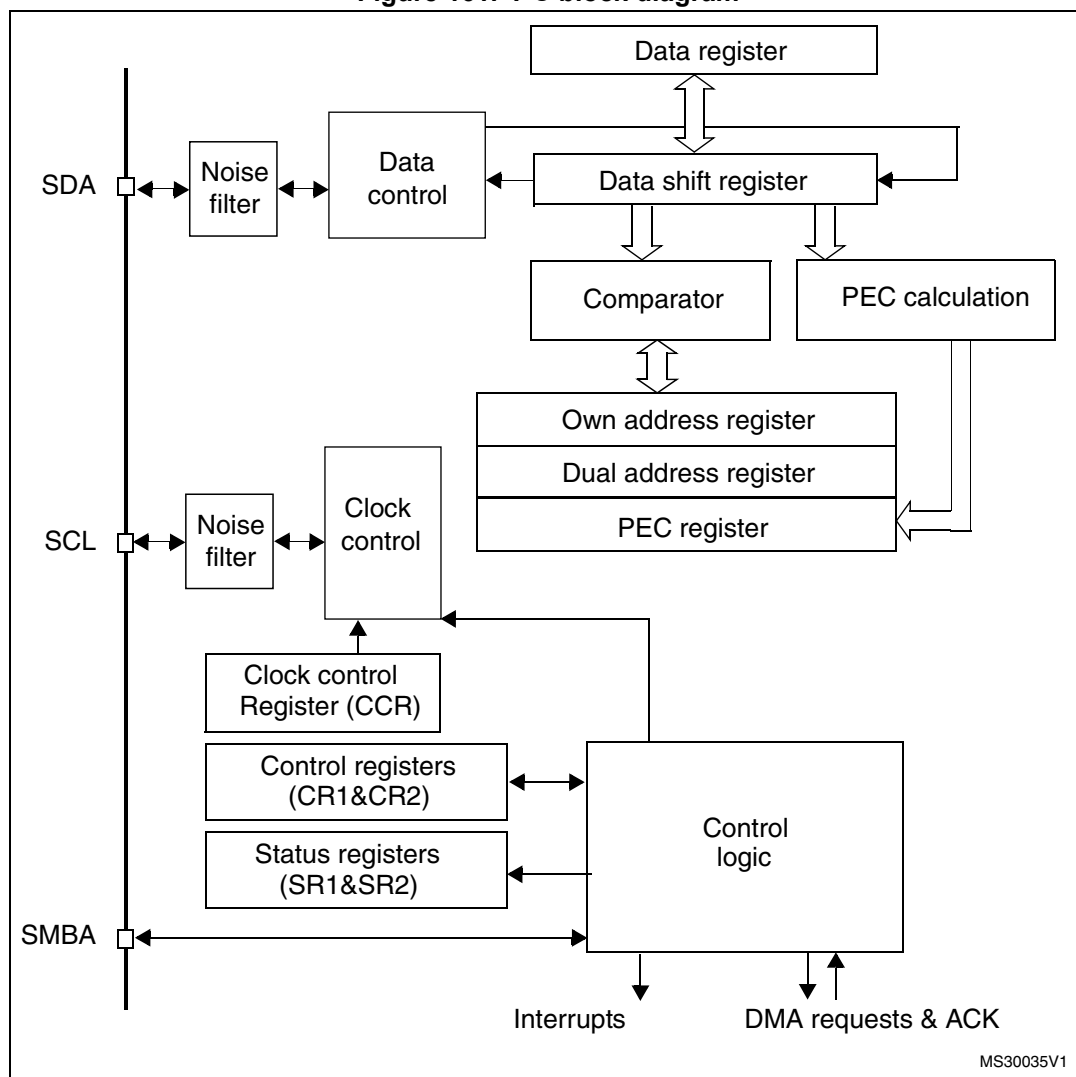 Data register
SDA
Noise
filter
Data
control
Data shift register
Comparator
PEC calculation
Own address register
Dual address register
PEC register
SCL
Noise
filter
Clock
control
Clock control
Register (CCR)
Control registers
(CR1&CR2)
Status registers
(SR1&SR2)
Control
logic
SMBA
Interrupts
DMA requests & ACK
MS30035V1